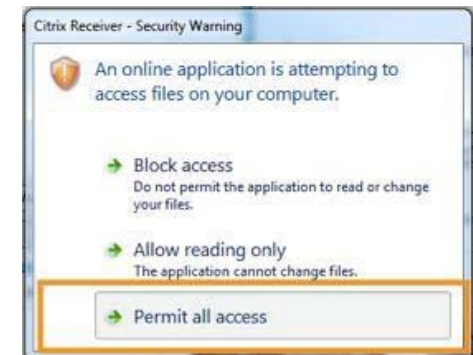 Citrix Receiver - Security Warning
An online application is attempting to
access files on your computer.
Block access
Do not permit the application to read or change
your files.
Allow reading only
The application cannot change files.
Permit all access